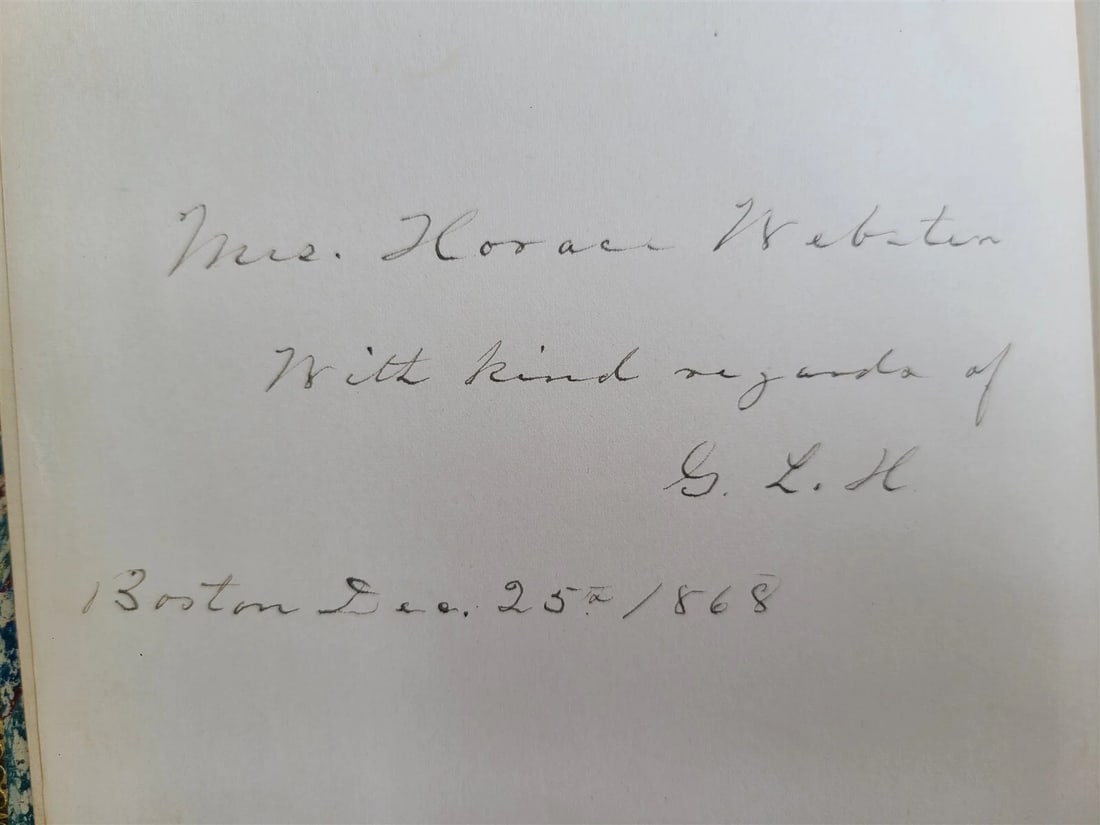 Mrs. Horace Webster
With kind regards of
G. L. H.
Boston Dec. 25th 1868